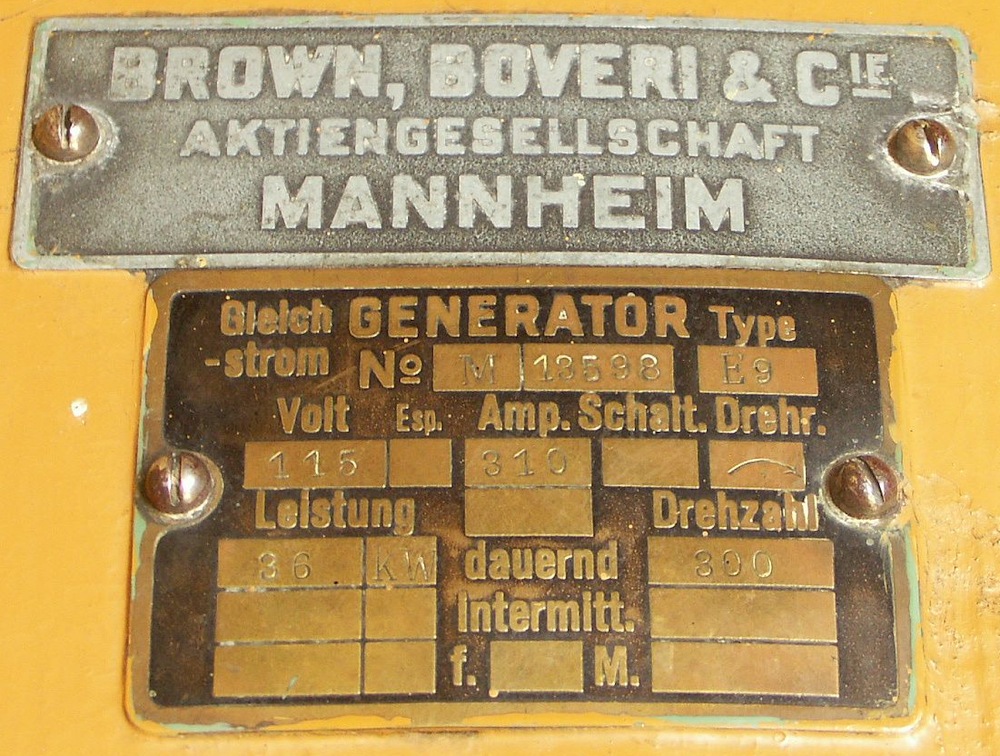 BROWN, BOVERI & CIE
AKTIENGESELLSCHAFT
MANNHEIM
Gleich GENERATOR Type
-strom No M 13598 E9
Volt Esp. Amp. Schalt. Drehr.
115 310
Leistung Drehzahl
36 kW dauernd 300
Intermitt.
f. M.